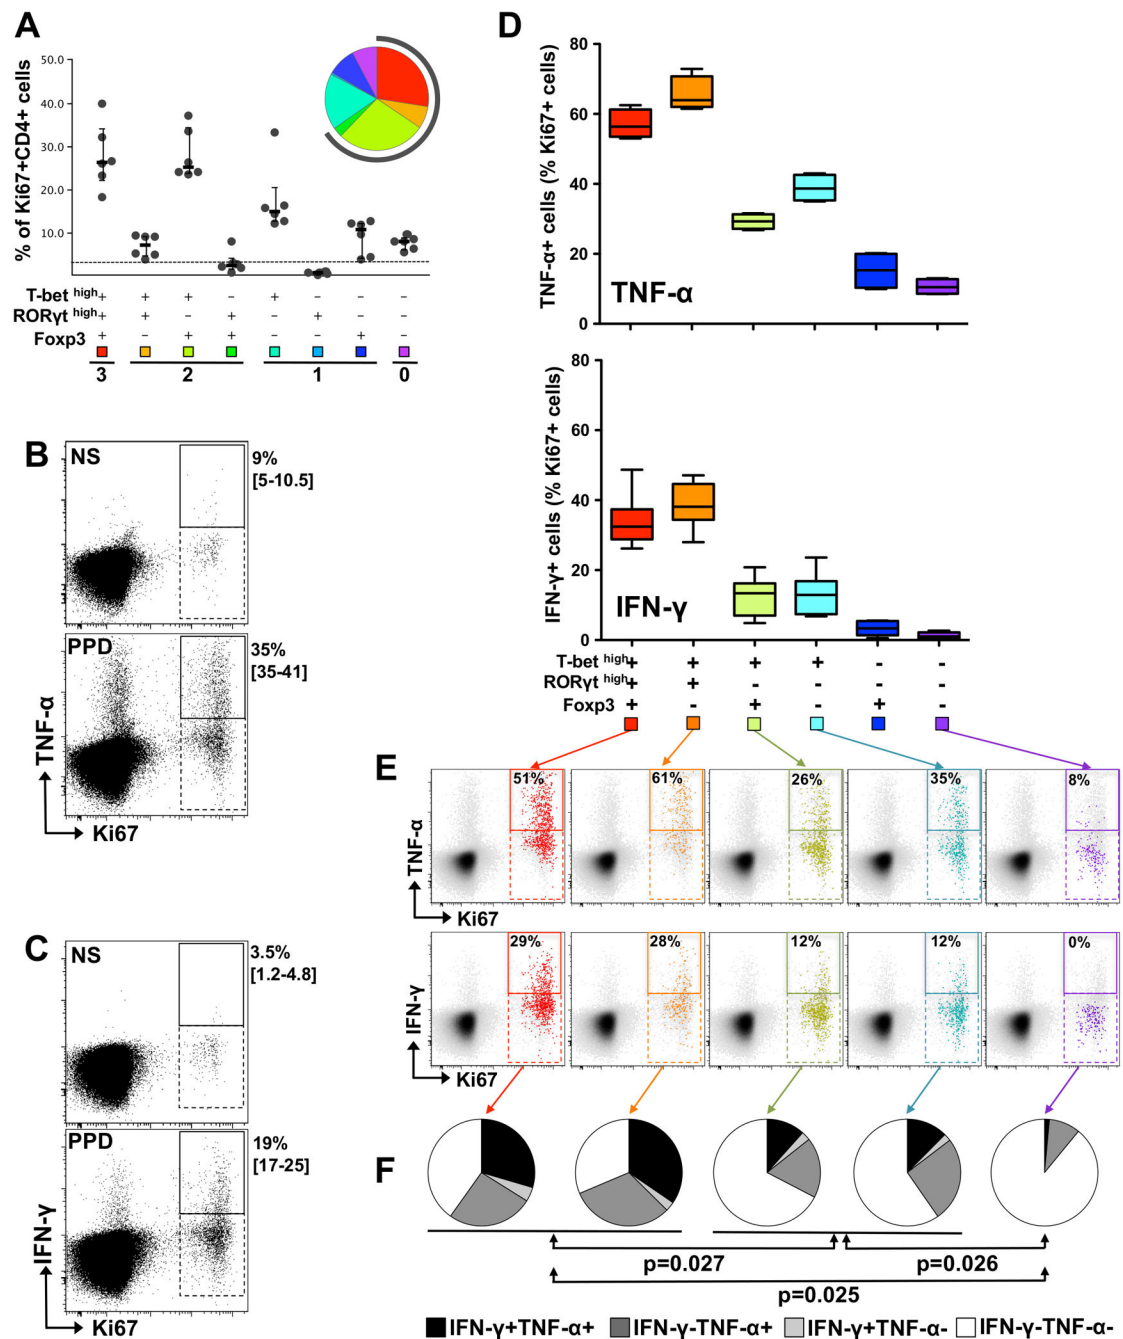 A
% of Ki67+CD4+ cells
50.0
40.0
30.0
20.0
10.0
T-bet high + + + - + - - -
RORγt high + + - + - + - -
Foxp3 + - + + - - + -
3 2 1 0
B
NS
9%
[5-10.5]
PPD
35%
[35-41]
TNF-α
Ki67
C
NS
3.5%
[1.2-4.8]
PPD
19%
[17-25]
IFN-γ
Ki67
D
TNF-α+ cells (% Ki67+ cells)
80
60
40
20
0
TNF-α
IFN-γ+ cells (% Ki67+ cells)
80
60
40
20
0
IFN-γ
T-bet high + + + + - -
RORγt high + + - - - -
Foxp3 + - + - + -
E
51% 61% 26% 35% 8%
TNF-α
Ki67
29% 28% 12% 12% 0%
IFN-γ
Ki67
F
p=0.027 p=0.026
p=0.025
IFN-γ+TNF-α+ IFN-γ-TNF-α+ IFN-γ+TNF-α- IFN-γ-TNF-α-